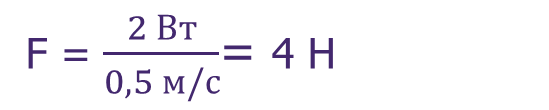 F = 2 Вт / 0,5 м/с = 4 Н